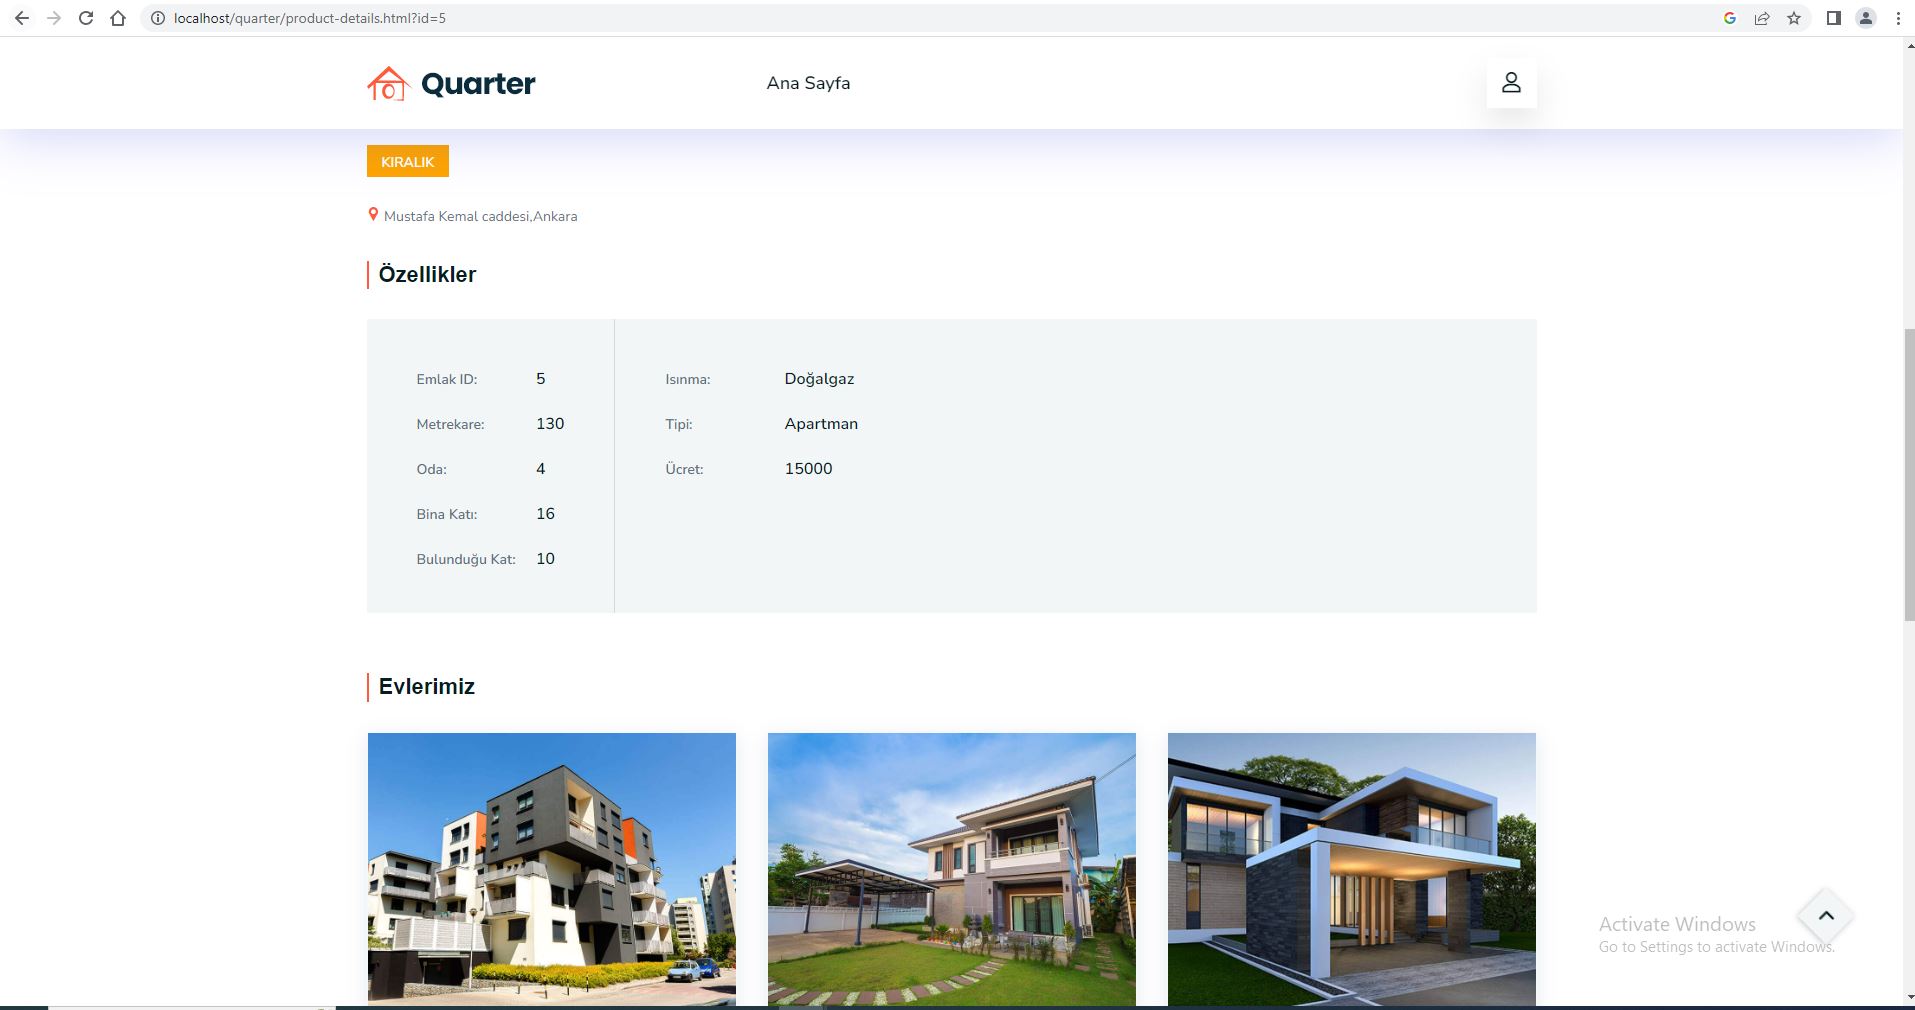 localhost/quarter/product-details.html?id=5
Quarter
Ana Sayfa
KIRALIK
Mustafa Kemal caddesi,Ankara
Özellikler
Emlak ID: 5
Metrekare: 130
Oda: 4
Bina Katı: 16
Bulunduğu Kat: 10
Isınma: Doğalgaz
Tipi: Apartman
Ücret: 15000
Evlerimiz
Activate Windows
Go to Settings to activate Windows.